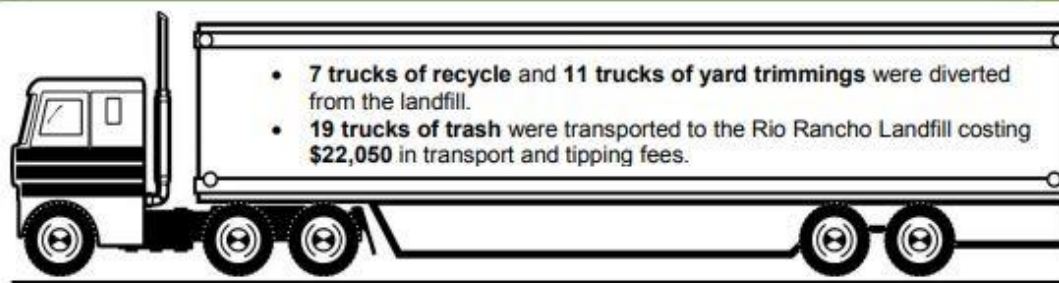 • 7 trucks of recycle and 11 trucks of yard trimmings were diverted
from the landfill.
• 19 trucks of trash were transported to the Rio Rancho Landfill costing
$22,050 in transport and tipping fees.